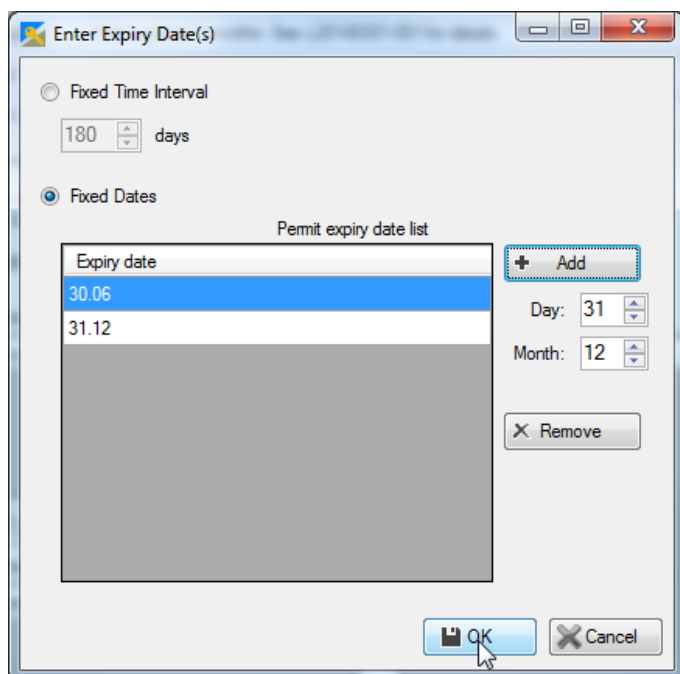 Enter Expiry Date(s)
Fixed Time Interval
180 days
Fixed Dates
Permit expiry date list
Expiry date
30.06
31.12
Add
Day: 31
Month: 12
Remove
OK
Cancel